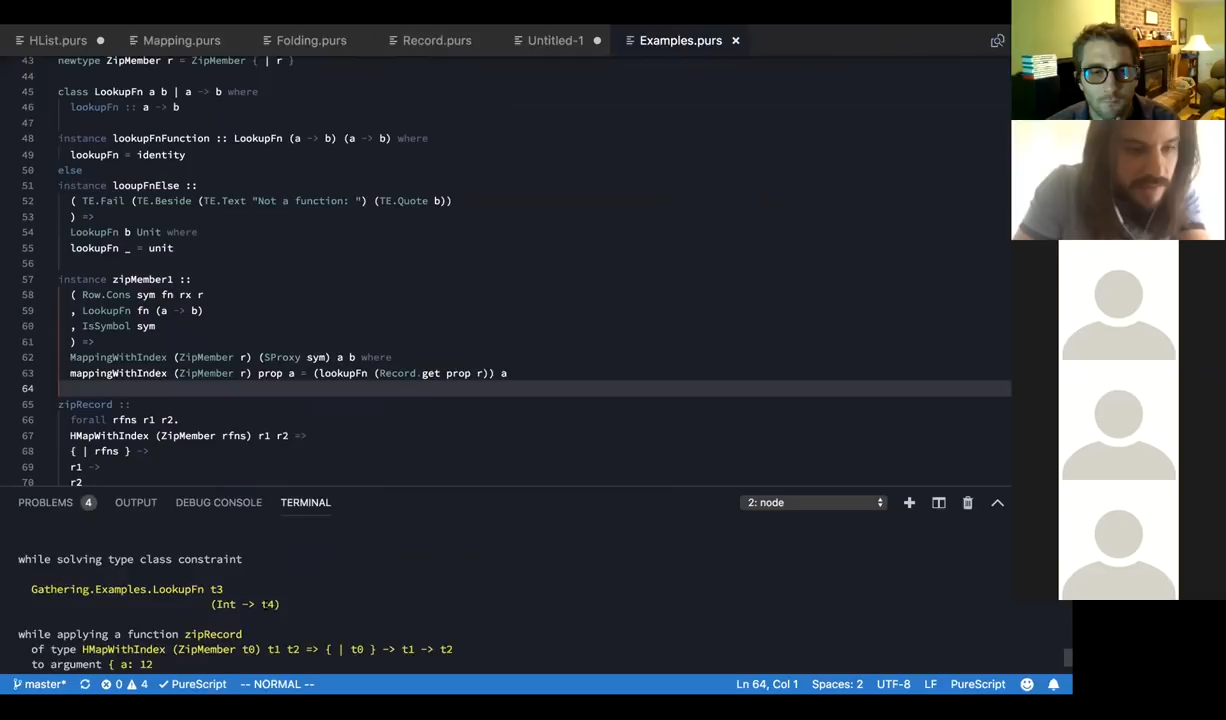 HList.purs
Mapping.purs
Folding.purs
Record.purs
Untitled-1
Examples.purs ×
43 newtype ZipMember r = ZipMember { | r }
44
45 class LookupFn a b | a -> b where
46 lookupFn :: a -> b
47
48 instance lookupFnFunction :: LookupFn (a -> b) (a -> b) where
49 lookupFn = identity
50 else
51 instance looupFnElse ::
52 ( TE.Fail (TE.Beside (TE.Text "Not a function: ") (TE.Quote b))
53 ) =>
54 LookupFn b Unit where
55 lookupFn _ = unit
56
57 instance zipMember1 ::
58 ( Row.Cons sym fn rx r
59 , LookupFn fn (a -> b)
60 , IsSymbol sym
61 ) =>
62 MappingWithIndex (ZipMember r) (SProxy sym) a b where
63 mappingWithIndex (ZipMember r) prop a = (lookupFn (Record.get prop r)) a
64
65 zipRecord ::
66 forall rfns r1 r2.
67 HMapWithIndex (ZipMember rfns) r1 r2 =>
68 { | rfns } ->
69 r1 ->
70 r2
PROBLEMS 4 OUTPUT DEBUG CONSOLE TERMINAL 2: node
while solving type class constraint
Gathering.Examples.LookupFn t3
(Int -> t4)
while applying a function zipRecord
of type HMapWithIndex (ZipMember t0) t1 t2 => { | t0 } -> t1 -> t2
to argument { a: 12
master* 0 4 PureScript -- NORMAL -- Ln 64, Col 1 Spaces: 2 UTF-8 LF PureScript